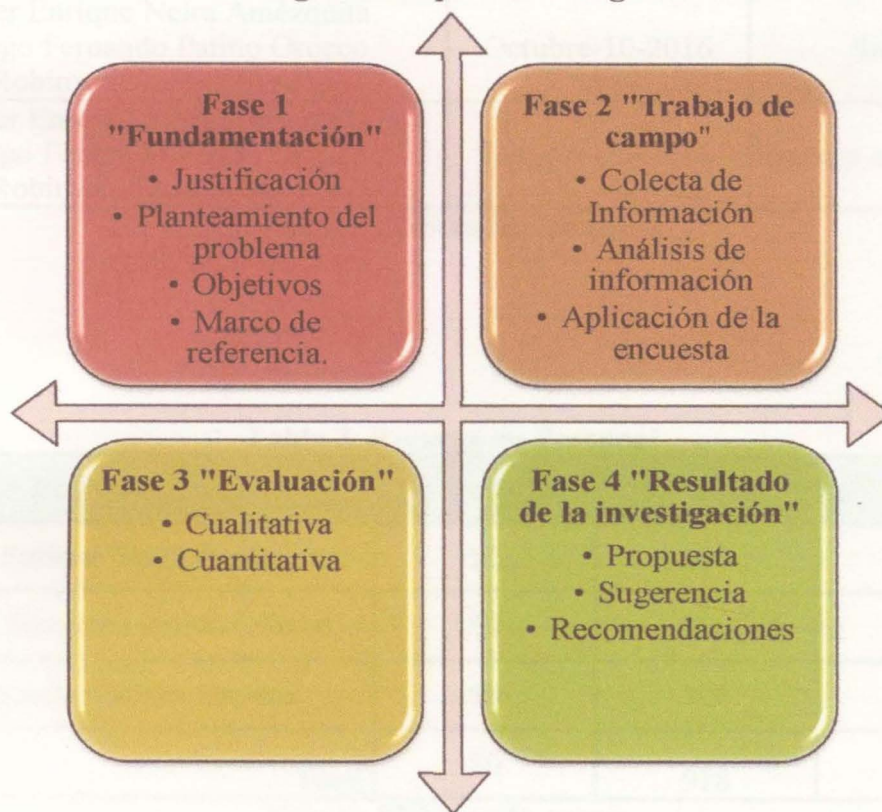 Fase 1
"Fundamentación"
• Justificación
• Planteamiento del
problema
• Objetivos
• Marco de
referencia.
Fase 2 "Trabajo de
campo"
• Colecta de
Información
• Análisis de
información
• Aplicación de la
encuesta
Fase 3 "Evaluación"
• Cualitativa
• Cuantitativa
Fase 4 "Resultado
de la investigación"
• Propuesta
• Sugerencia
• Recomendaciones